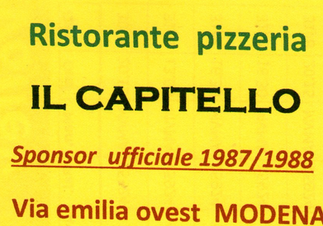 Ristorante pizzeria
IL CAPITELLO
Sponsor ufficiale 1987/1988
Via emilia ovest MODENA